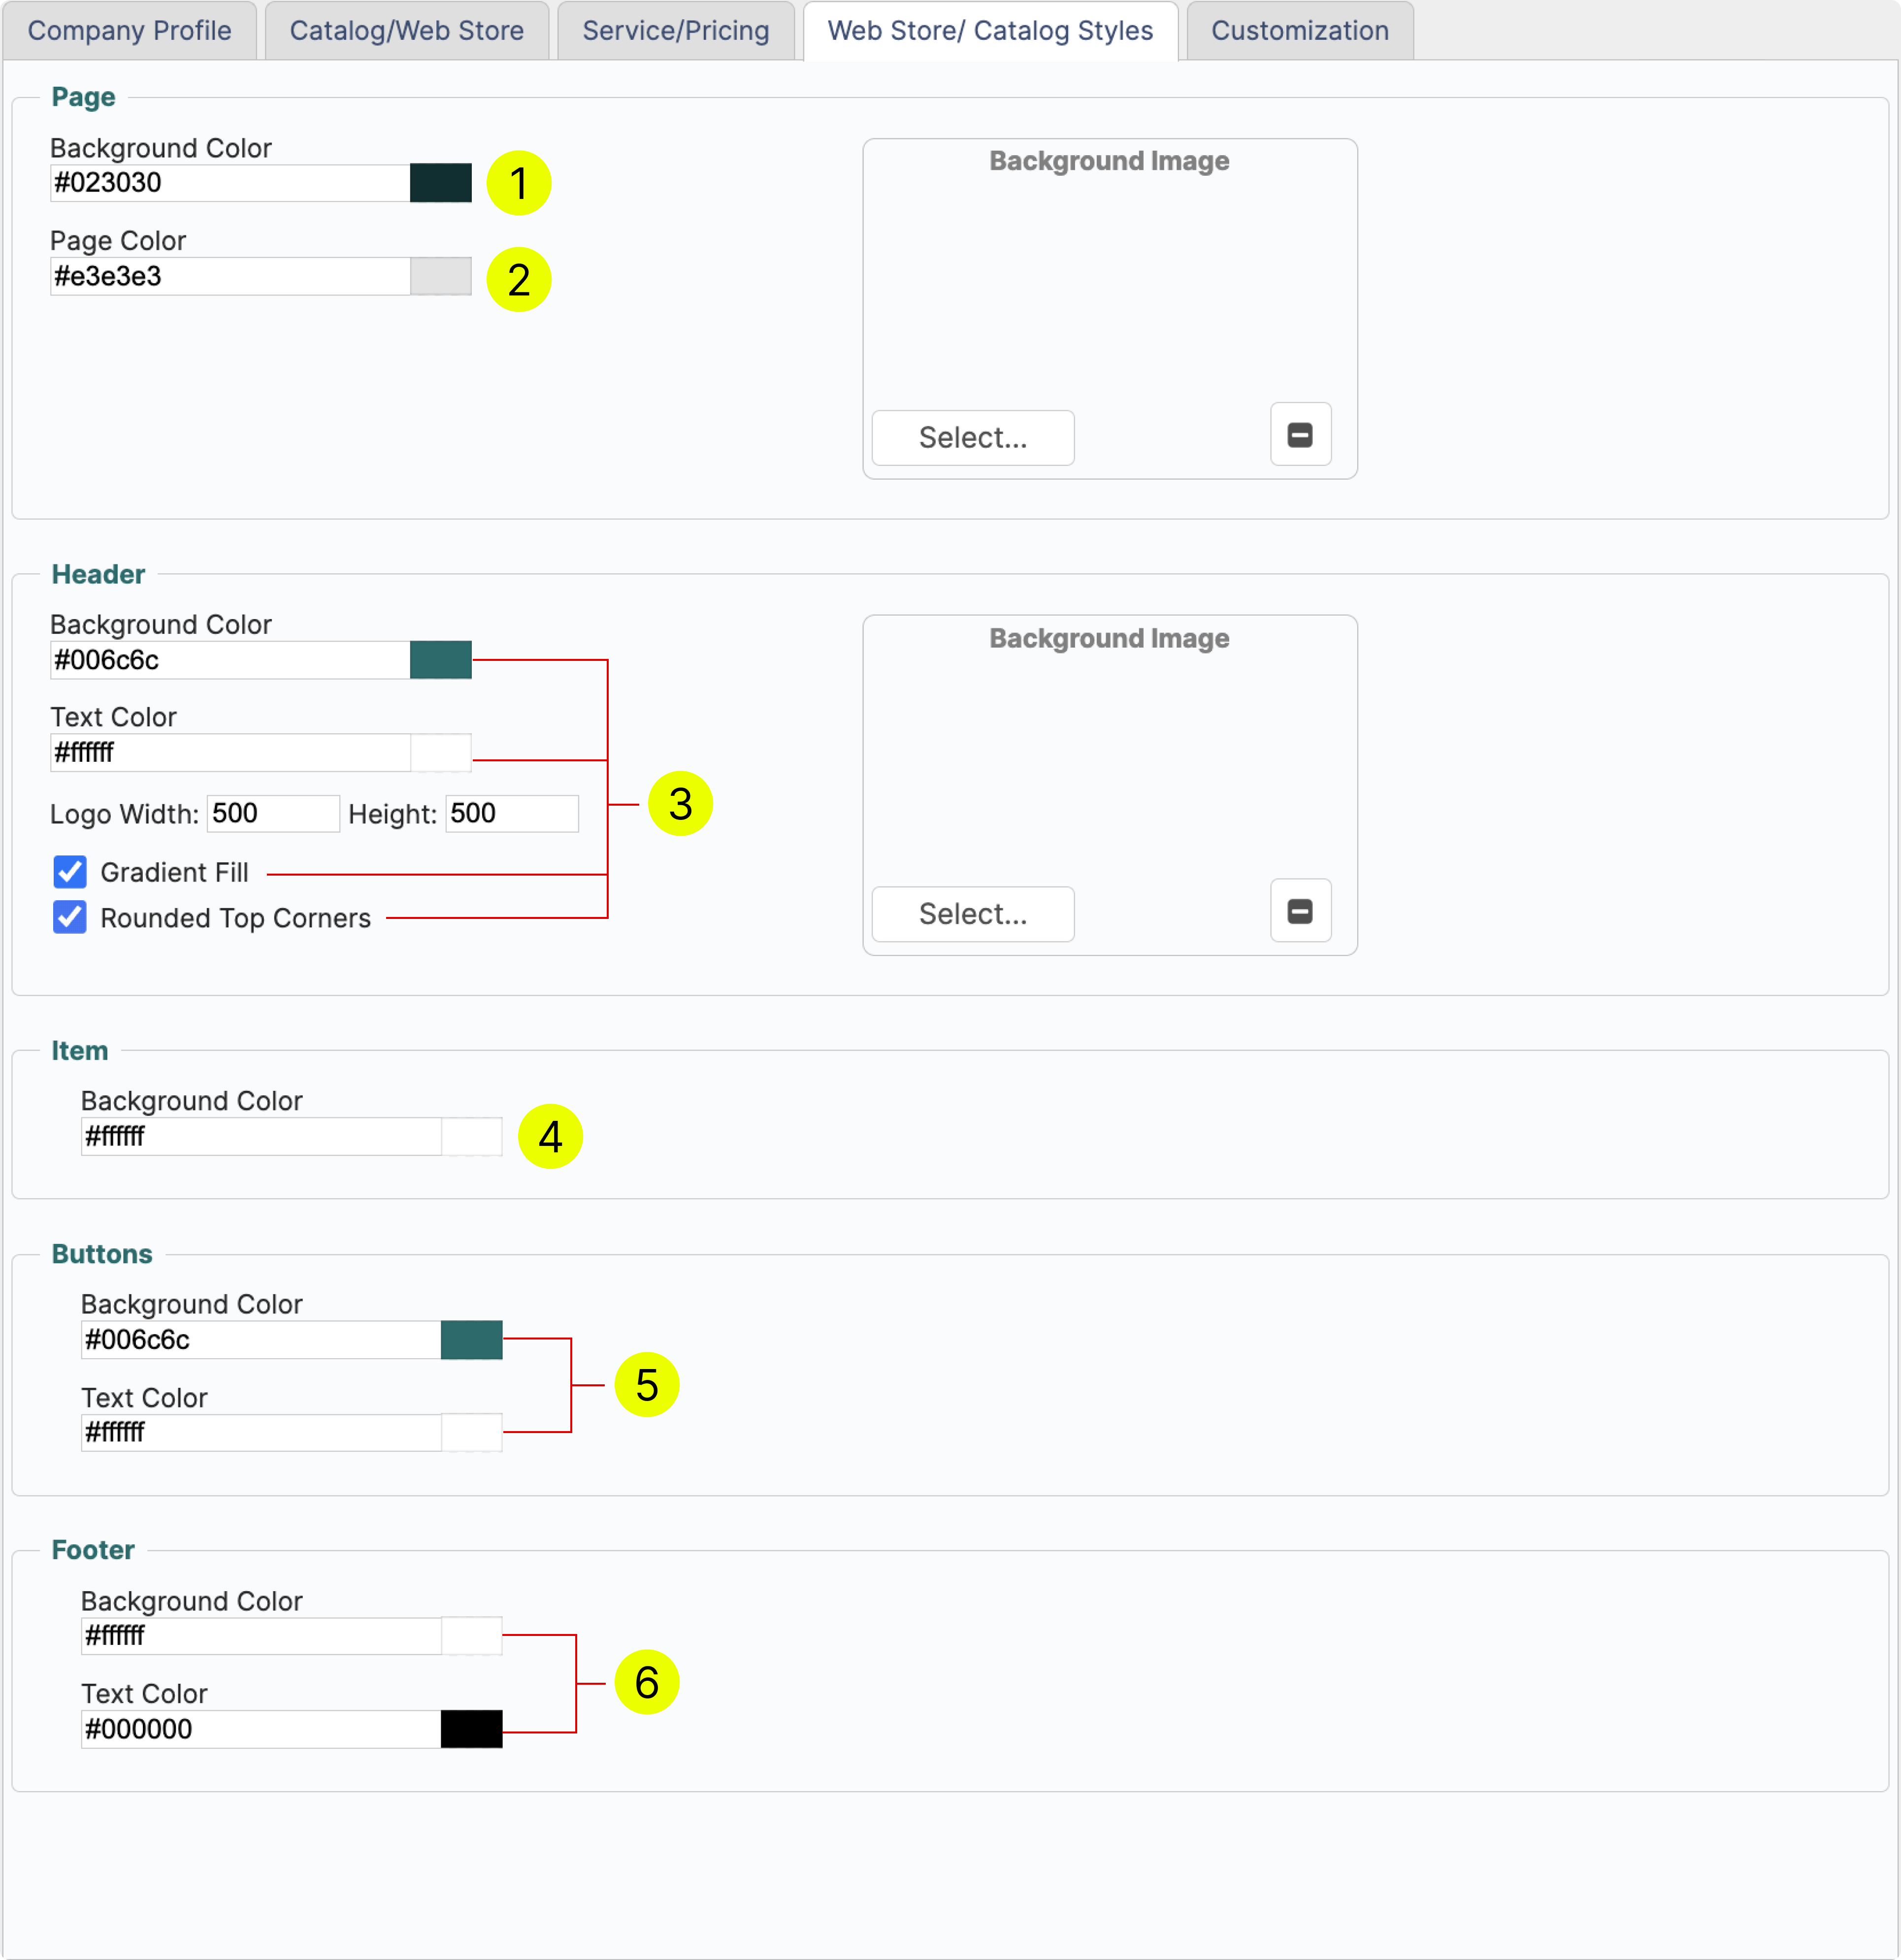 Company Profile
Catalog/Web Store
Service/Pricing
Web Store/ Catalog Styles
Customization
Page
Background Color
#023030
1
Page Color
#e3e3e3
2
Background Image
Select...
Header
Background Color
#006c6c
Text Color
#ffffff
Logo Width: 500 Height: 500
3
Gradient Fill
Rounded Top Corners
Background Image
Select...
Item
Background Color
#ffffff
4
Buttons
Background Color
#006c6c
Text Color
#ffffff
5
Footer
Background Color
#ffffff
Text Color
#000000
6